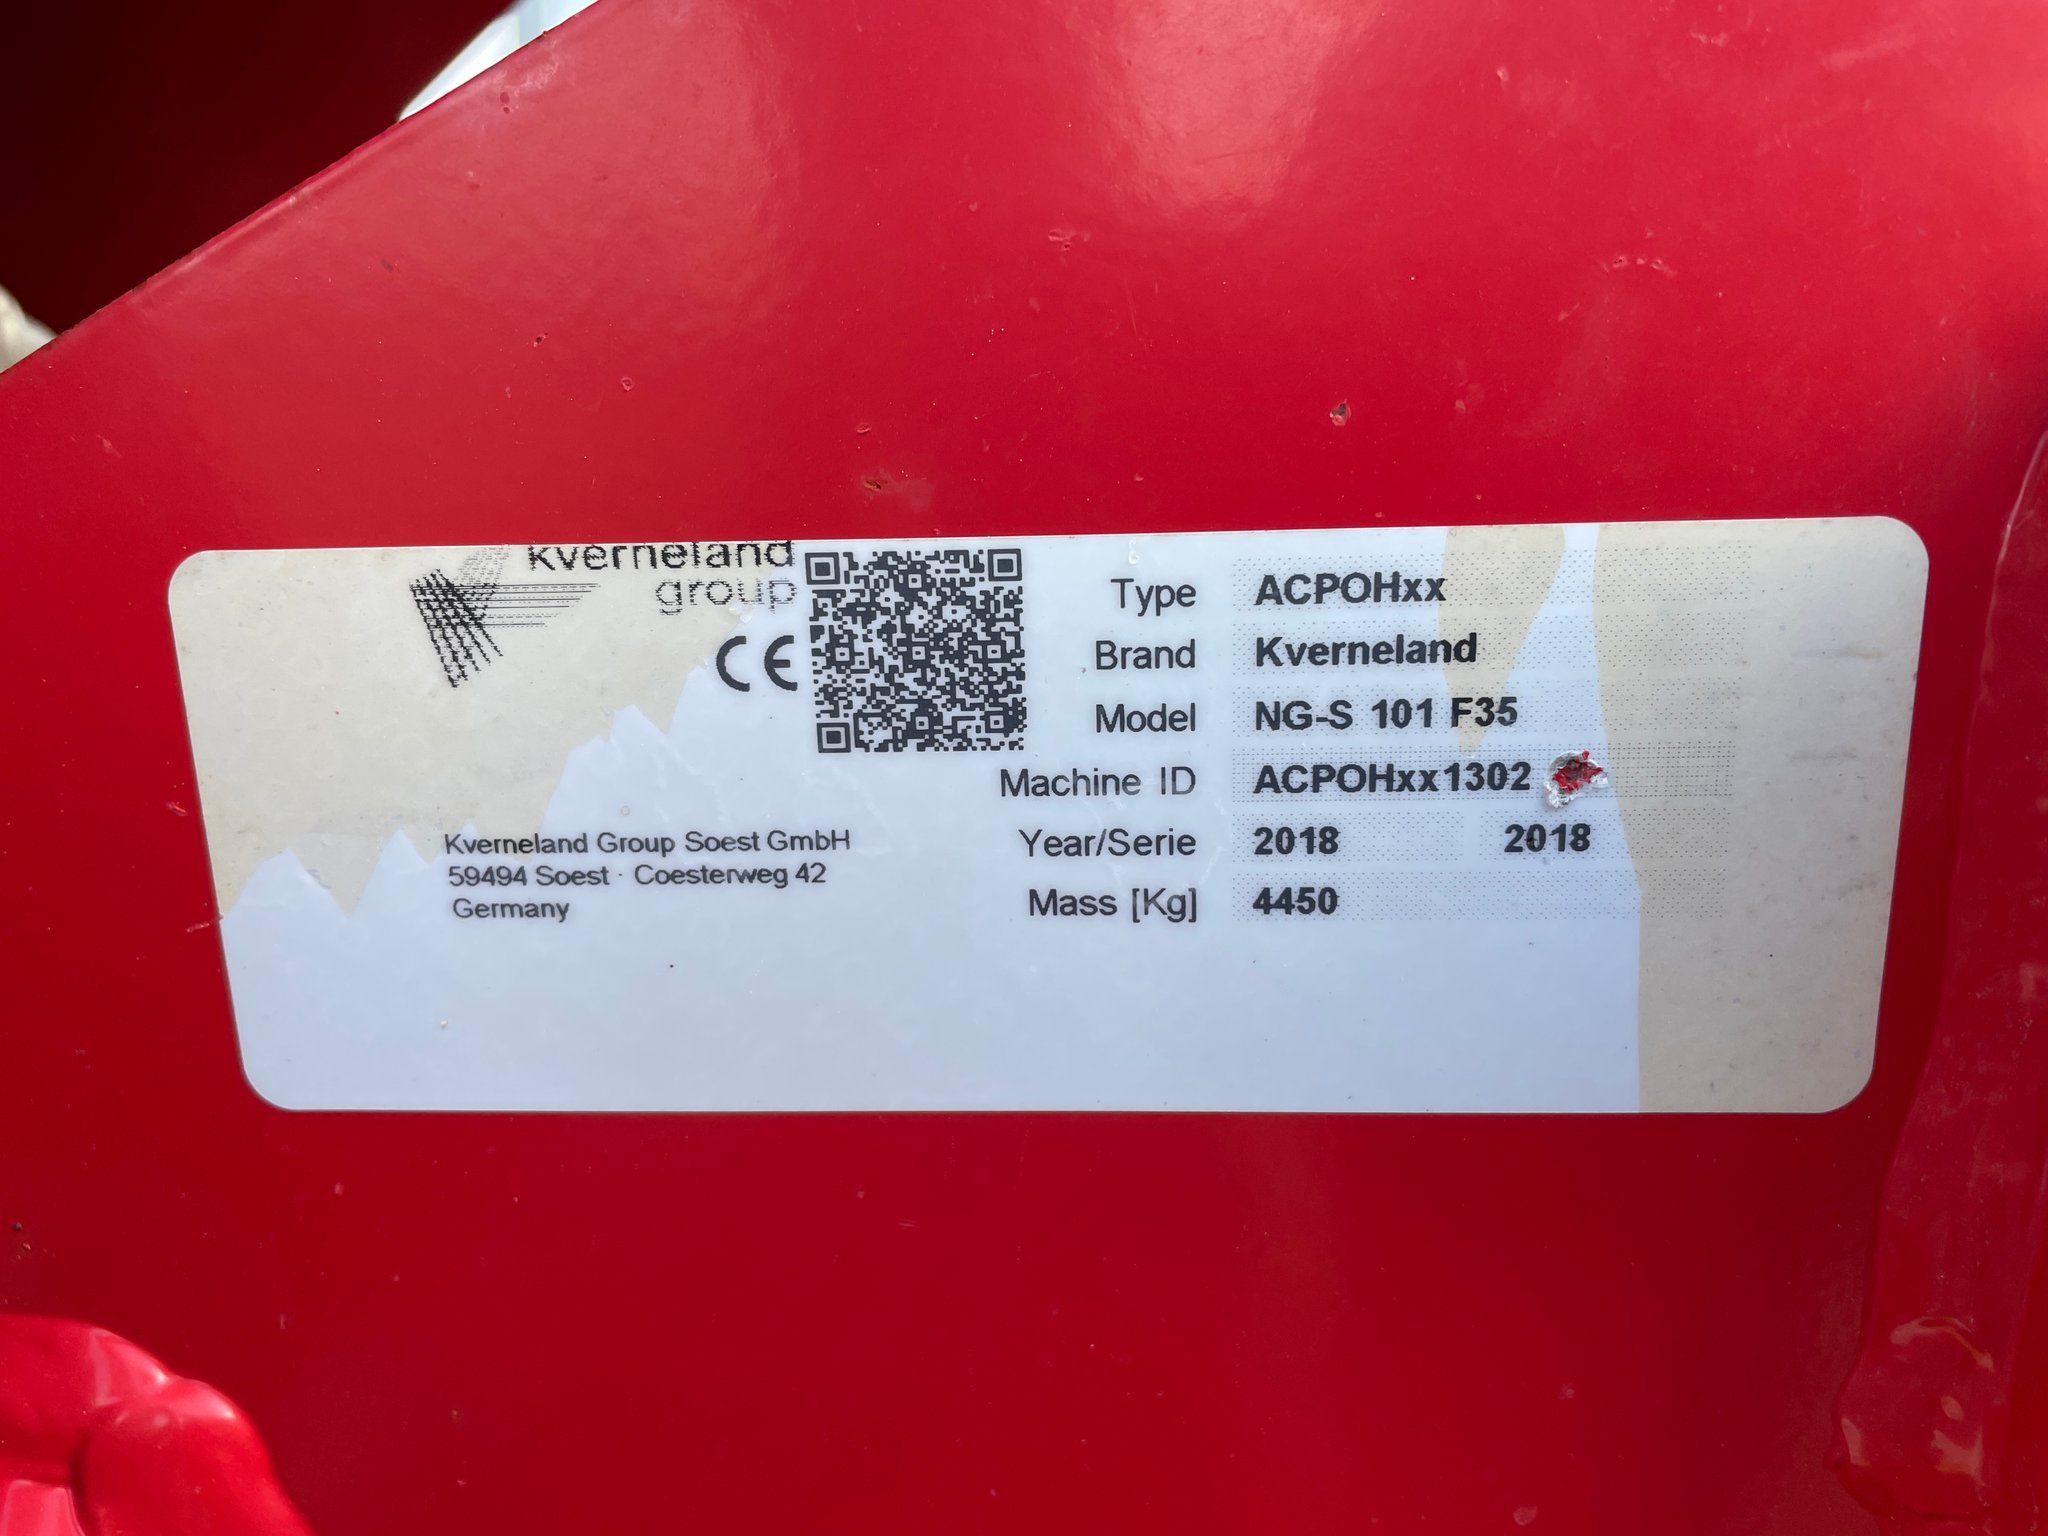 kverneland
group
CE
Type ACPOHxx
Brand Kverneland
Model NG-S 101 F35
Machine ID ACPOHxx1302
Year/Serie 2018 2018
Mass [Kg] 4450
Kverneland Group Soest GmbH
59494 Soest · Coesterweg 42
Germany